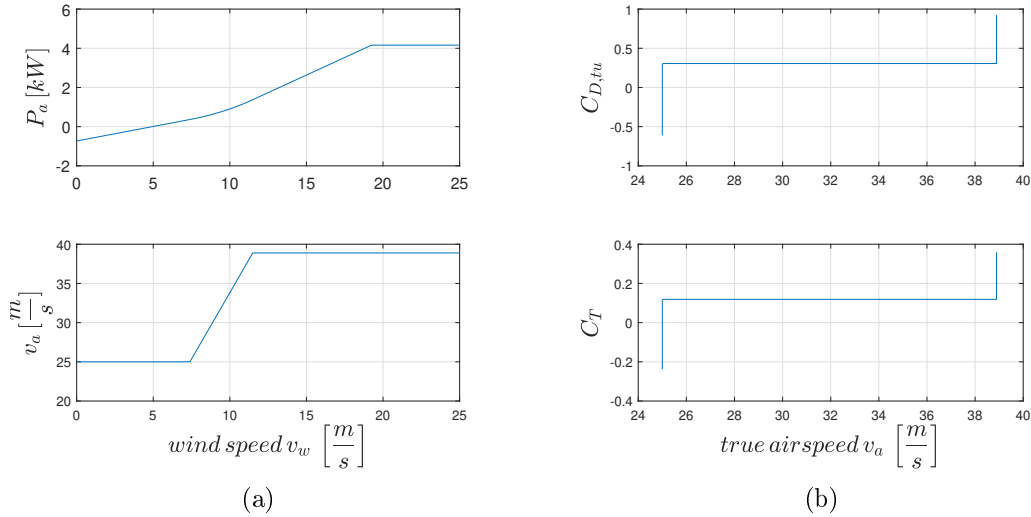 6
4
2
0
-2
P_a [kW]
0 5 10 15 20 25
1
0.5
0
-0.5
-1
C_{D,tu}
24 26 28 30 32 34 36 38 40
40
35
30
25
20
v_a [m/s]
0 5 10 15 20 25
wind speed v_w [m/s]
(a)
0.4
0.2
0
-0.2
-0.4
C_T
24 26 28 30 32 34 36 38 40
true airspeed v_a [m/s]
(b)